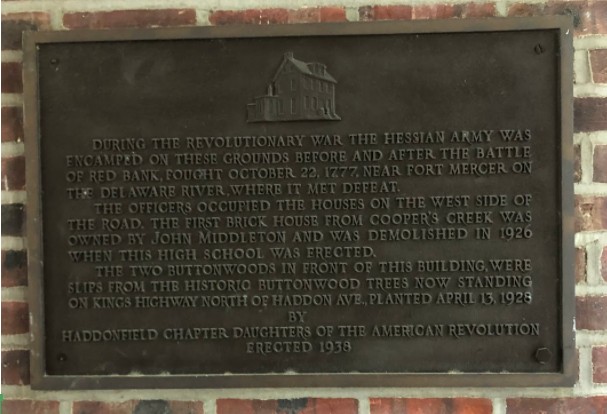 DURING THE REVOLUTIONARY WAR THE HESSIAN ARMY WAS
ENCAMPED ON THESE GROUNDS BEFORE AND AFTER THE BATTLE
OF RED BANK, FOUGHT OCTOBER 22, 1777, NEAR FORT MERCER ON
THE DELAWARE RIVER, WHERE IT MET DEFEAT.
THE OFFICERS OCCUPIED THE HOUSES ON THE WEST SIDE OF
THE ROAD. THE FIRST BRICK HOUSE FROM COOPER'S CREEK WAS
OWNED BY JOHN MIDDLETON AND WAS DEMOLISHED IN 1926
WHEN THIS HIGH SCHOOL WAS ERECTED.
THE TWO BUTTONWOODS IN FRONT OF THIS BUILDING, WERE
SLIPS FROM THE HISTORIC BUTTONWOOD TREES NOW STANDING
ON KINGS HIGHWAY NORTH OF HADDON AVE., PLANTED APRIL 13, 1928
BY
HADDONFIELD CHAPTER DAUGHTERS OF THE AMERICAN REVOLUTION
ERECTED 1938